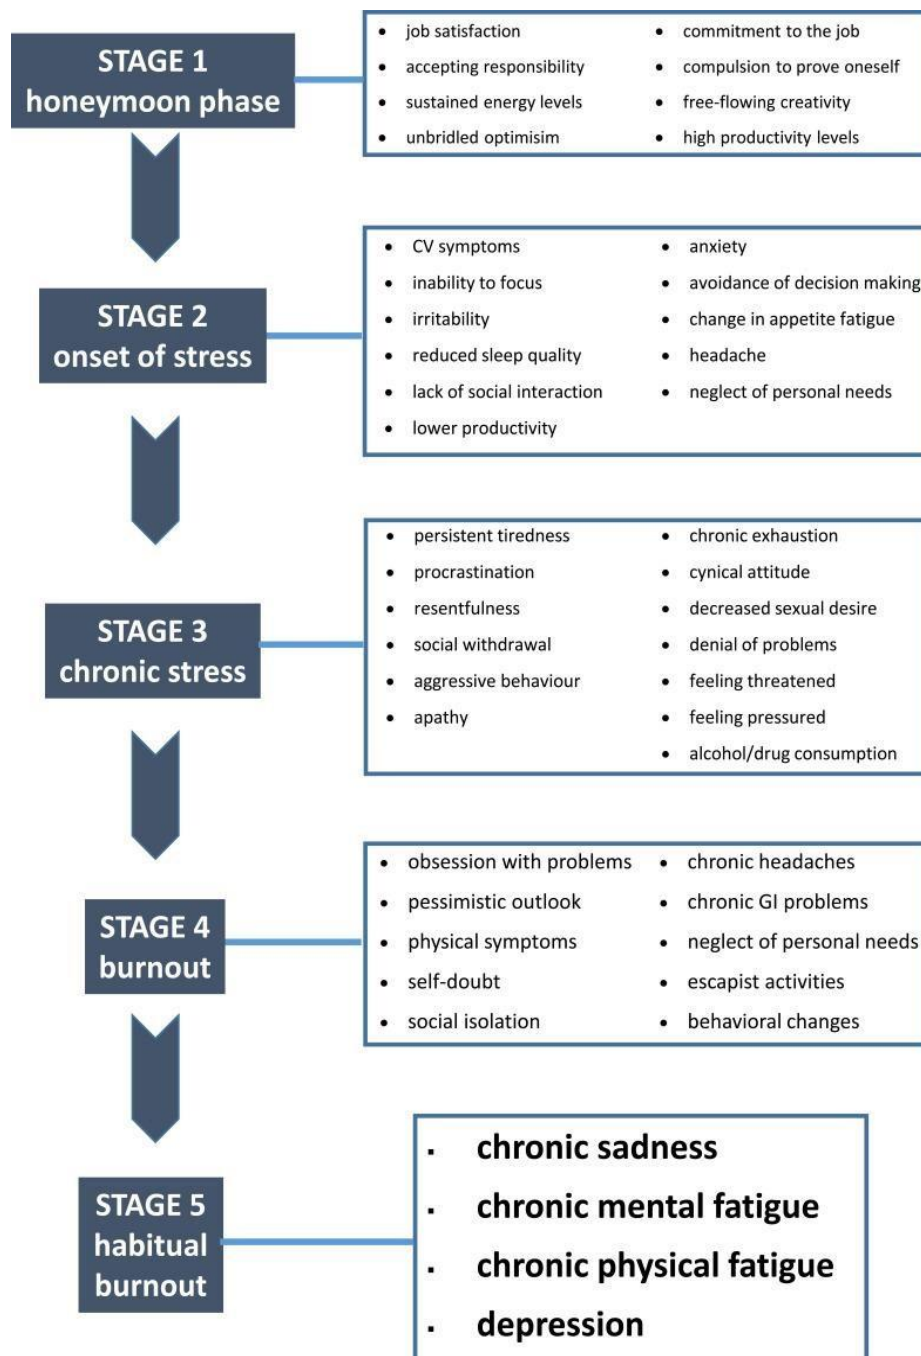 STAGE 1
honeymoon phase
• job satisfaction
• accepting responsibility
• sustained energy levels
• unbridled optimisim
• commitment to the job
• compulsion to prove oneself
• free-flowing creativity
• high productivity levels
STAGE 2
onset of stress
• CV symptoms
• inability to focus
• irritability
• reduced sleep quality
• lack of social interaction
• lower productivity
• anxiety
• avoidance of decision making
• change in appetite fatigue
• headache
• neglect of personal needs
STAGE 3
chronic stress
• persistent tiredness
• procrastination
• resentfulness
• social withdrawal
• aggressive behaviour
• apathy
• chronic exhaustion
• cynical attitude
• decreased sexual desire
• denial of problems
• feeling threatened
• feeling pressured
• alcohol/drug consumption
STAGE 4
burnout
• obsession with problems
• pessimistic outlook
• physical symptoms
• self-doubt
• social isolation
• chronic headaches
• chronic GI problems
• neglect of personal needs
• escapist activities
• behavioral changes
STAGE 5
habitual
burnout
▪ chronic sadness
▪ chronic mental fatigue
▪ chronic physical fatigue
▪ depression